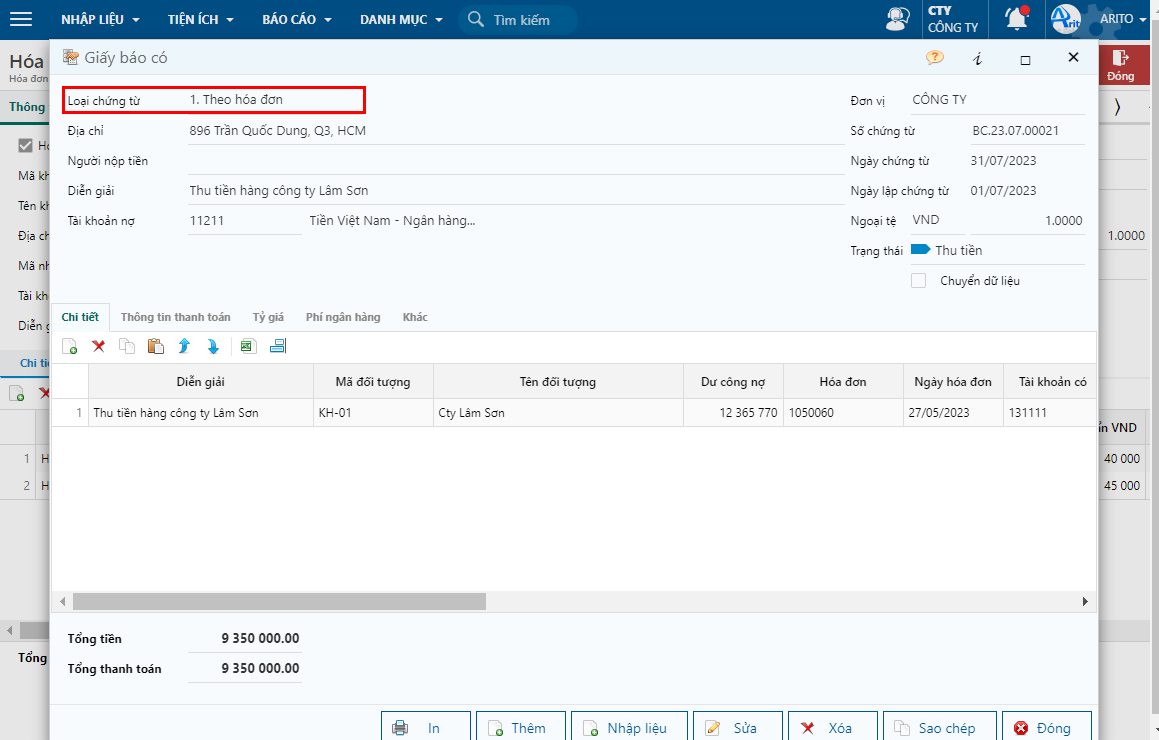 NHẬP LIỆU TIỆN ÍCH BÁO CÁO DANH MỤC Tìm kiếm CTY ARITO
CÔNG TY
Hóa Giấy báo có
Hóa đơn Đóng
Thông
Loại chứng từ 1. Theo hóa đơn Đơn vị CÔNG TY
Địa chỉ 896 Trần Quốc Dung, Q3, HCM Số chứng từ BC.23.07.00021
Người nộp tiền Ngày chứng từ 31/07/2023
Mã kh
Diễn giải Thu tiền hàng công ty Lâm Sơn Ngày lập chứng từ 01/07/2023
Tên kh
Tài khoản nợ 11211 Tiền Việt Nam - Ngân hàng... Ngoại tệ VND 1.0000
Địa ch 1.0000
Trạng thái Thu tiền
Mã nh
Chuyển dữ liệu
Tài kh
Chi tiết Thông tin thanh toán Tỷ giá Phí ngân hàng Khác
Diễn g
Chi tiế
Diễn giải Mã đối tượng Tên đối tượng Dư công nợ Hóa đơn Ngày hóa đơn Tài khoản có
1 Thu tiền hàng công ty Lâm Sơn KH-01 Cty Lâm Sơn 12 365 770 1050060 27/05/2023 131111
VND
1 H 40 000
2 H 45 000
Tổng tiền 9 350 000.00
Tổng
Tổng thanh toán 9 350 000.00
In Thêm Nhập liệu Sửa Xóa Sao chép Đóng